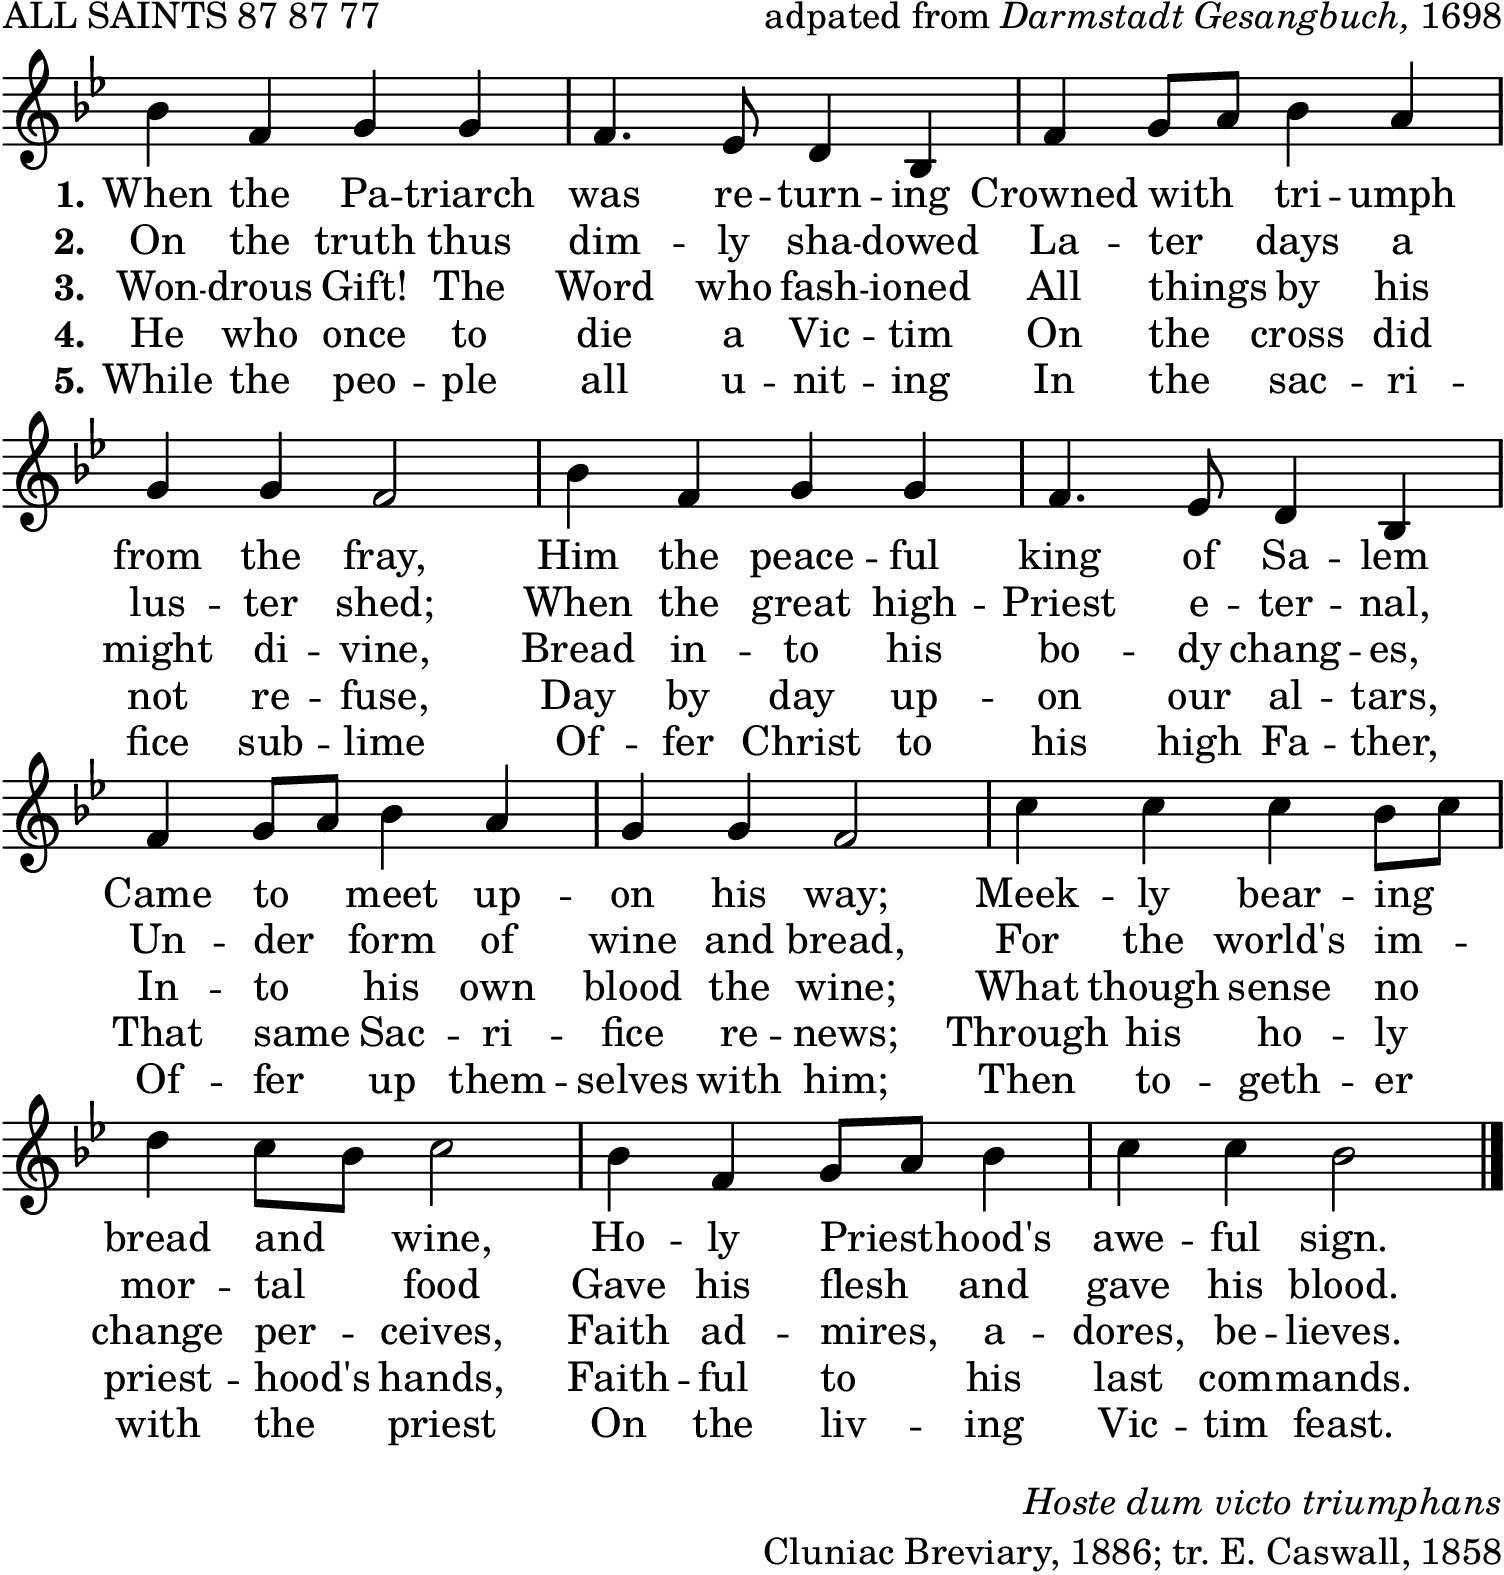 ALL SAINTS 87 87 77 adpated from Darmstadt Gesangbuch, 1698
1. When the Pa -- triarch was re -- turn -- ing Crowned with tri -- umph
2. On the truth thus dim -- ly sha -- dowed La -- ter days a
3. Won -- drous Gift! The Word who fash -- ioned All things by his
4. He who once to die a Vic -- tim On the cross did
5. While the peo -- ple all u -- nit -- ing In the sac -- ri --
from the fray, Him the peace -- ful king of Sa -- lem
lus -- ter shed; When the great high -- Priest e -- ter -- nal,
might di -- vine, Bread in -- to his bo -- dy chang -- es,
not re -- fuse, Day by day up -- on our al -- tars,
fice sub -- lime Of -- fer Christ to his high Fa -- ther,
Came to meet up -- on his way; Meek -- ly bear -- ing
Un -- der form of wine and bread, For the world's im --
In -- to his own blood the wine; What though sense no
That same Sac -- ri -- fice re -- news; Through his ho -- ly
Of -- fer up them -- selves with him; Then to -- geth -- er
bread and wine, Ho -- ly Priesthood's awe -- ful sign.
mor -- tal food Gave his flesh and gave his blood.
change per -- ceives, Faith ad -- mires, a -- dores, be -- lieves.
priest -- hood's hands, Faith -- ful to his last commands.
with the priest On the liv -- ing Vic -- tim feast.
Hoste dum victo triumphans
Cluniac Breviary, 1886; tr. E. Caswall, 1858